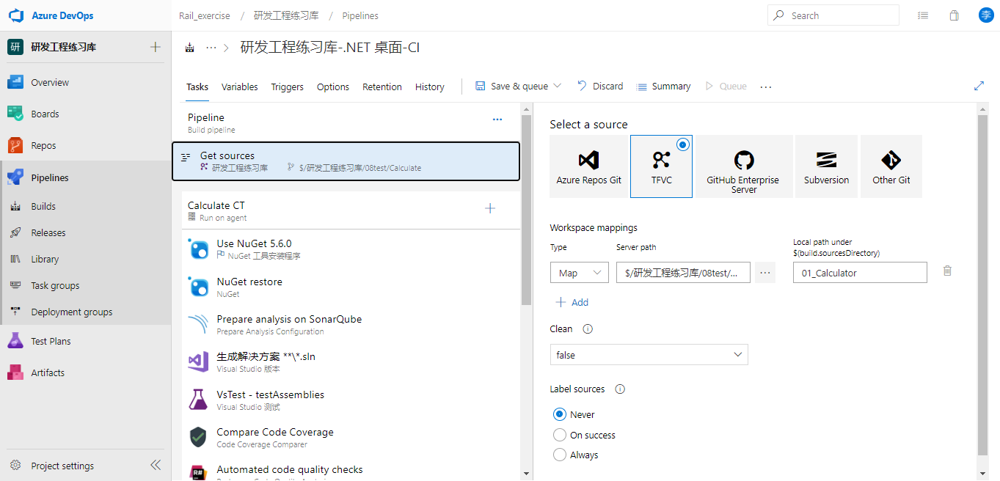 Azure DevOps
Rail_exercise / 研发工程练习库 / Pipelines
Search
李
研 研发工程练习库
··· 研发工程练习库-.NET 桌面-CI
Overview
Boards
Repos
Pipelines
Builds
Releases
Library
Task groups
Deployment groups
Test Plans
Artifacts
Project settings
Tasks Variables Triggers Options Retention History Save & queue Discard Summary Queue ···
Pipeline
Build pipeline
Get sources
研发工程练习库 $/研发工程练习库/08test/Calculate
Calculate CT
Run on agent
Use NuGet 5.6.0
NuGet 工具安装程序
NuGet restore
NuGet
Prepare analysis on SonarQube
Prepare Analysis Configuration
生成解决方案 **\*.sln
Visual Studio 版本
VsTest - testAssemblies
Visual Studio 测试
Compare Code Coverage
Code Coverage Comparer
R#
Automated code quality checks
Select a source
Azure Repos Git
TFVC
GitHub Enterprise
Server
Subversion
Other Git
Workspace mappings
Type
Server path
Local path under
$(build.sourcesDirectory)
Map
$/研发工程练习库/08test/...
···
01_Calculator
Add
Clean
false
Label sources
Never
On success
Always